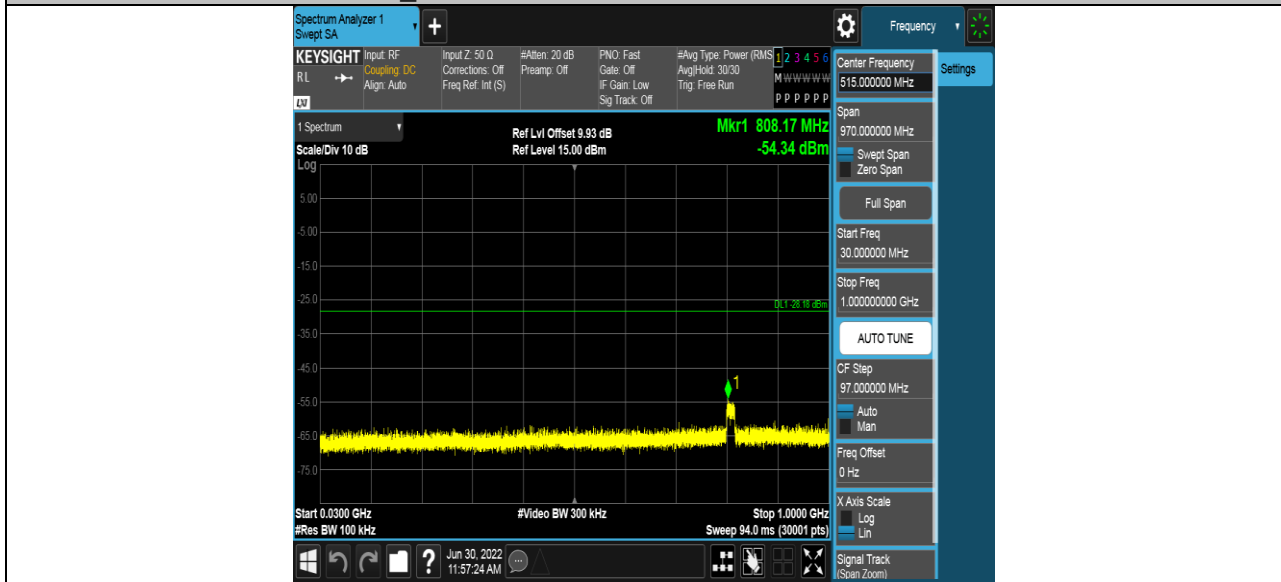 Spectrum Analyzer 1
Swept SA
+
Frequency
KEYSIGHT
RL
LXI
Input: RF
Coupling: DC
Align: Auto
Input Z: 50 Ω
Corrections: Off
Freq Ref: Int (S)
#Atten: 20 dB
Preamp: Off
PNO: Fast
Gate: Off
IF Gain: Low
Sig Track: Off
#Avg Type: Power (RMS
Avg|Hold: 30/30
Trig: Free Run
1 2 3 4 5 6
M W W W W W
P P P P P P
Center Frequency
515.000000 MHz
Settings
Span
970.000000 MHz
Swept Span
Zero Span
Full Span
Start Freq
30.000000 MHz
Stop Freq
1.000000000 GHz
AUTO TUNE
CF Step
97.000000 MHz
Auto
Man
Freq Offset
0 Hz
X Axis Scale
Log
Lin
Signal Track
(Span Zoom)
1 Spectrum
Scale/Div 10 dB
Log
Ref Lvl Offset 9.93 dB
Ref Level 15.00 dBm
Mkr1 808.17 MHz
-54.34 dBm
5.00
-5.00
-15.0
-25.0
DL1 -28.18 dBm
-35.0
-45.0
1
-55.0
-65.0
-75.0
Start 0.0300 GHz
#Video BW 300 kHz
Stop 1.0000 GHz
#Res BW 100 kHz
Sweep 94.0 ms (30001 pts)
?
Jun 30, 2022
11:57:24 AM